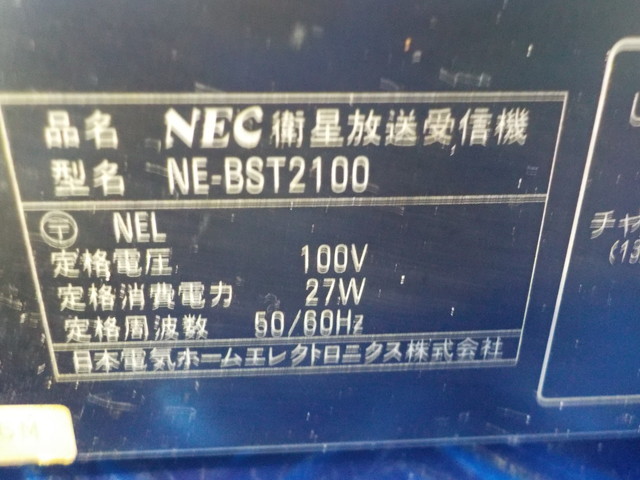 品名 NEC 衛星放送受信機
型名 NE-BST2100
〒 NEL
定格電圧 100V
定格消費電力 27W
定格周波数 50/60Hz
日本電気ホームエレクトロニクス株式会社